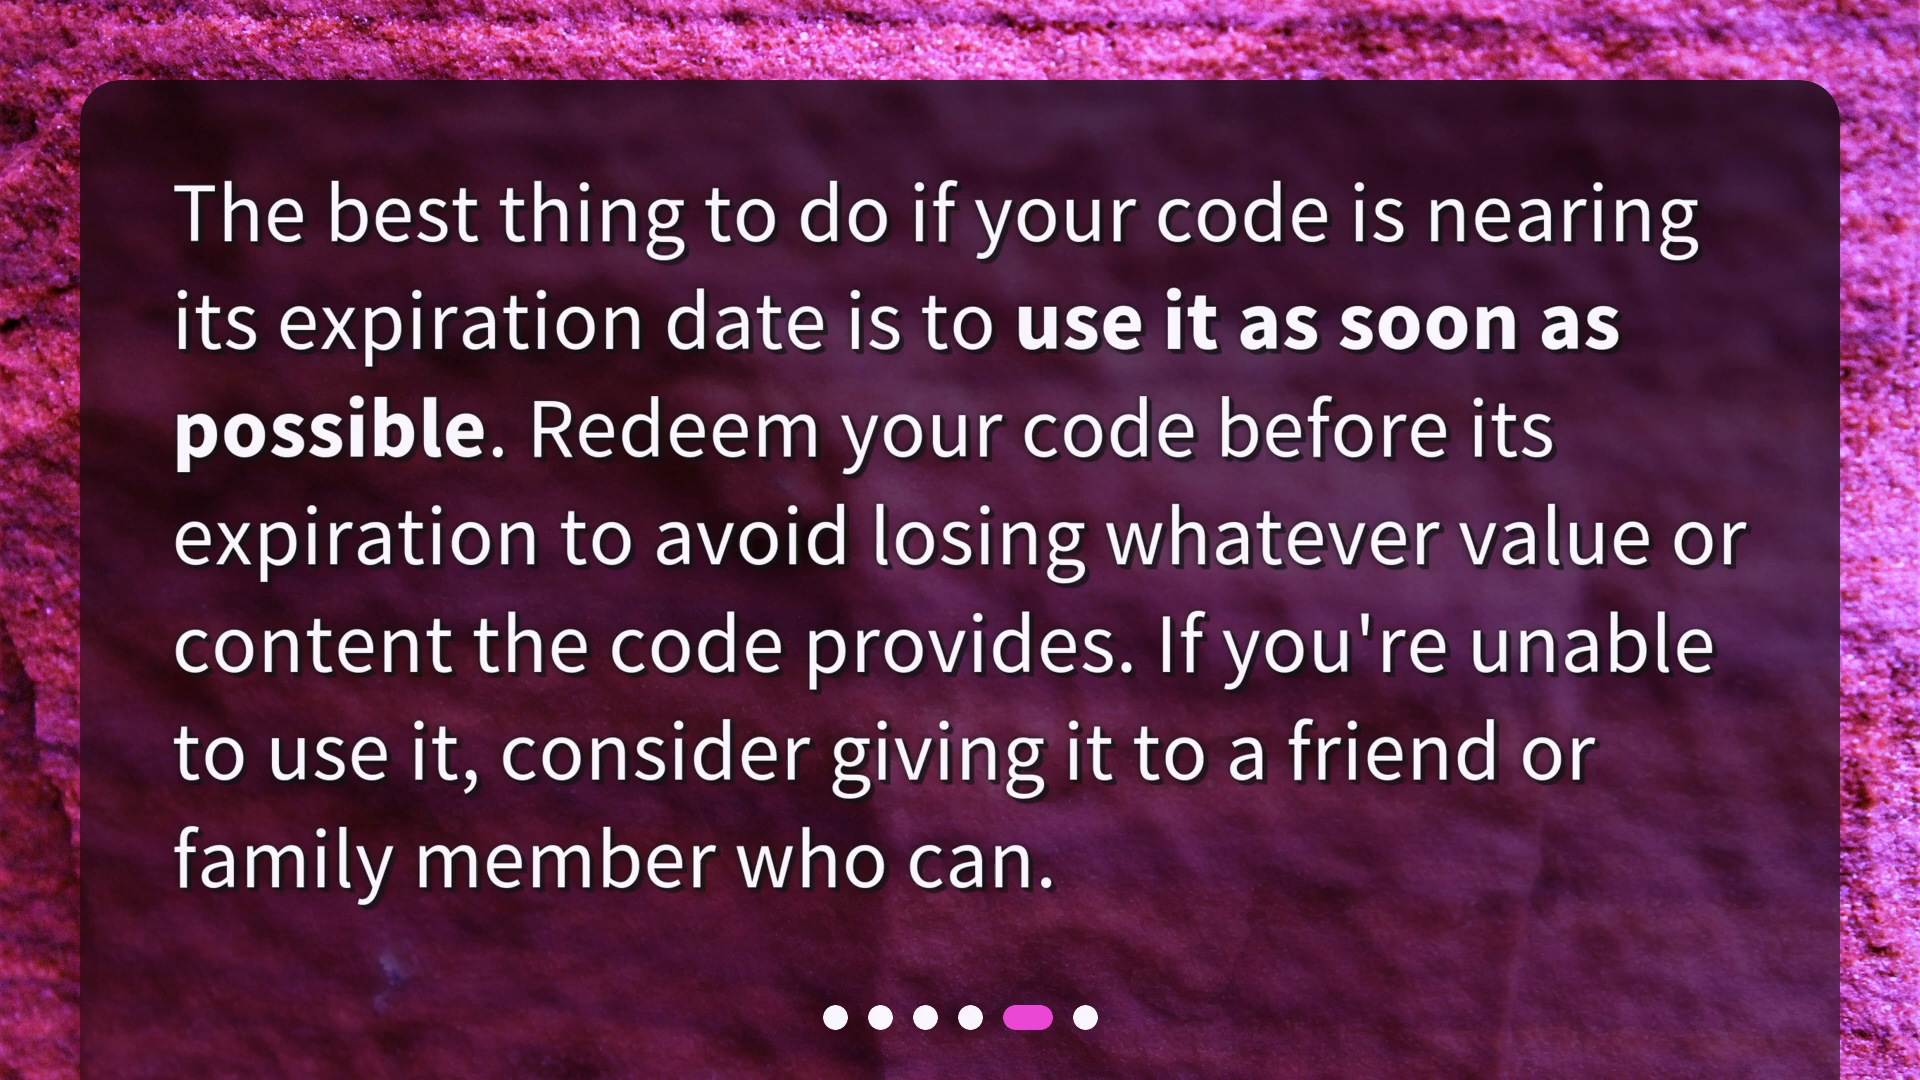 The best thing to do if your code is nearing
its expiration date is to use it as soon as
possible. Redeem your code before its
expiration to avoid losing whatever value or
content the code provides. If you're unable
to use it, consider giving it to a friend or
family member who can.